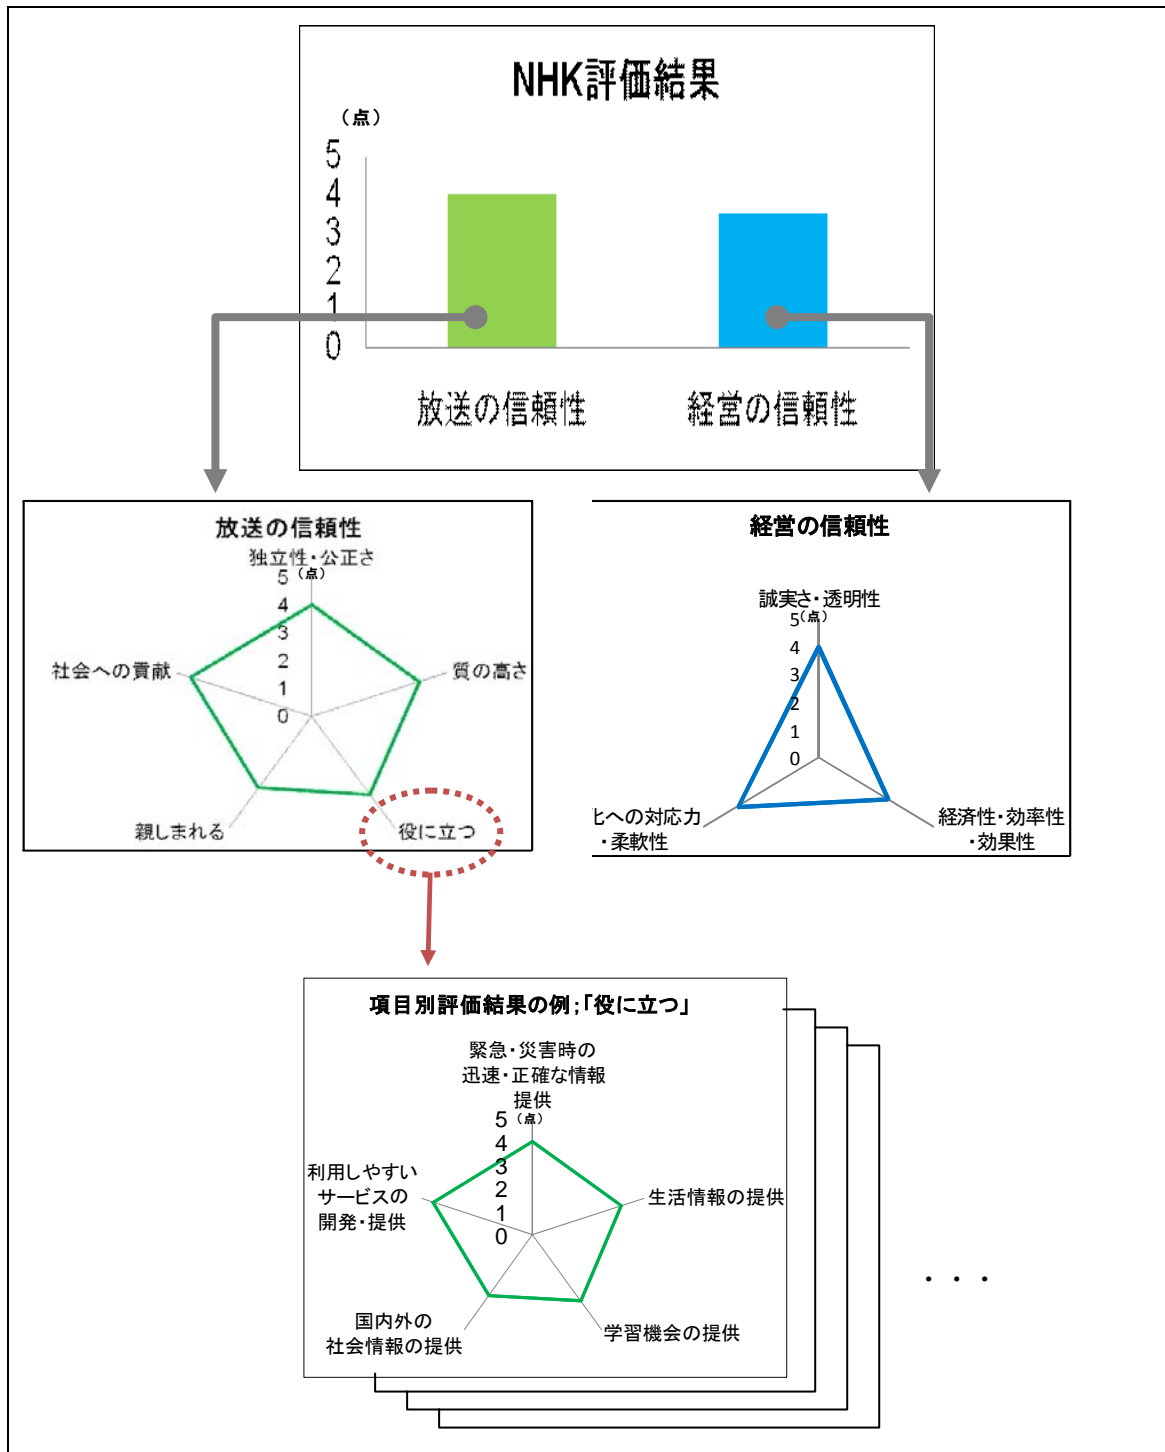 NHK評価結果
（点）
5
4
3
2
1
0
放送の信頼性
経営の信頼性
放送の信頼性
独立性・公正さ
5 (点)
4
3
2
1
0
質の高さ
役に立つ
親しまれる
社会への貢献
経営の信頼性
誠実さ・透明性
5 (点)
4
3
2
1
0
経済性・効率性
・効果性
化への対応力
・柔軟性
項目別評価結果の例；「役に立つ」
緊急・災害時の
迅速・正確な情報
提供
5 (点)
4
3
2
1
0
生活情報の提供
学習機会の提供
国内外の
社会情報の提供
利用しやすい
サービスの
開発・提供
・・・